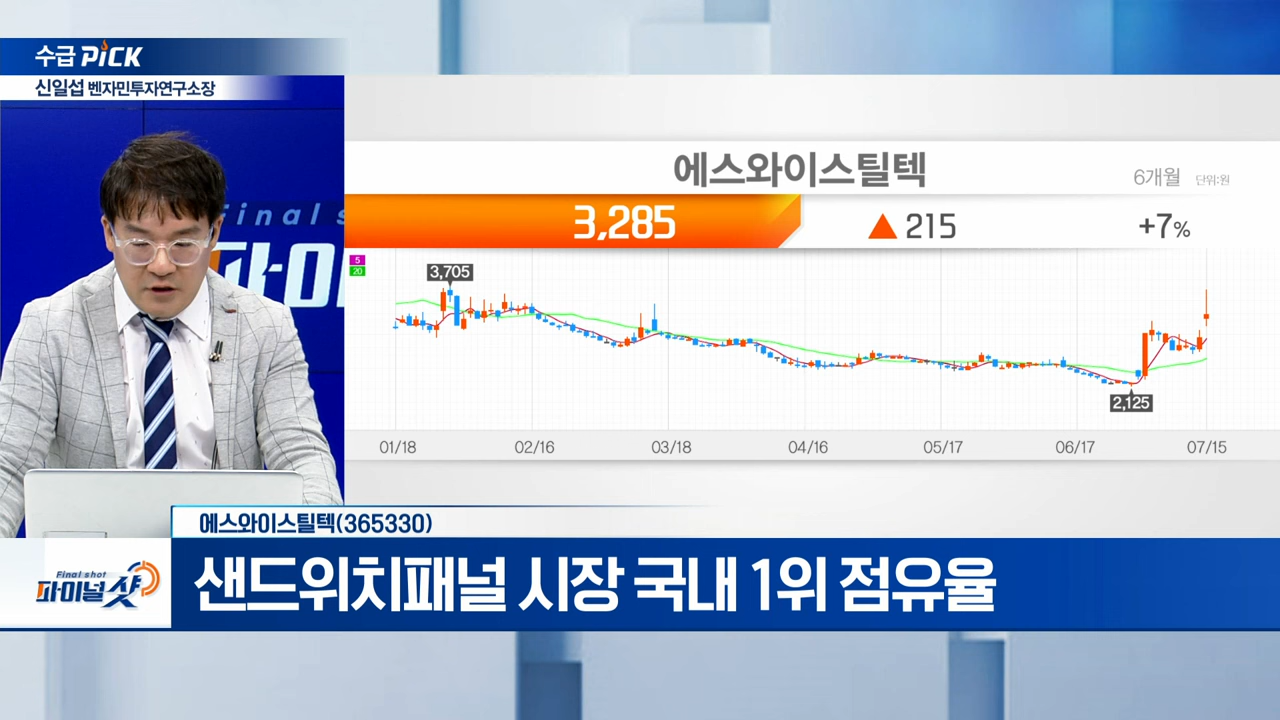 수급 PiCK
신일섭 벤자민투자연구소장
Final s
파이
에스와이스틸텍
6개월 단위:원
3,285 ▲ 215 +7%
5
20
3,705
2,125
01/18 02/16 03/18 04/16 05/17 06/17 07/15
에스와이스틸텍(365330)
Final shot
파이널샷
샌드위치패널 시장 국내 1위 점유율